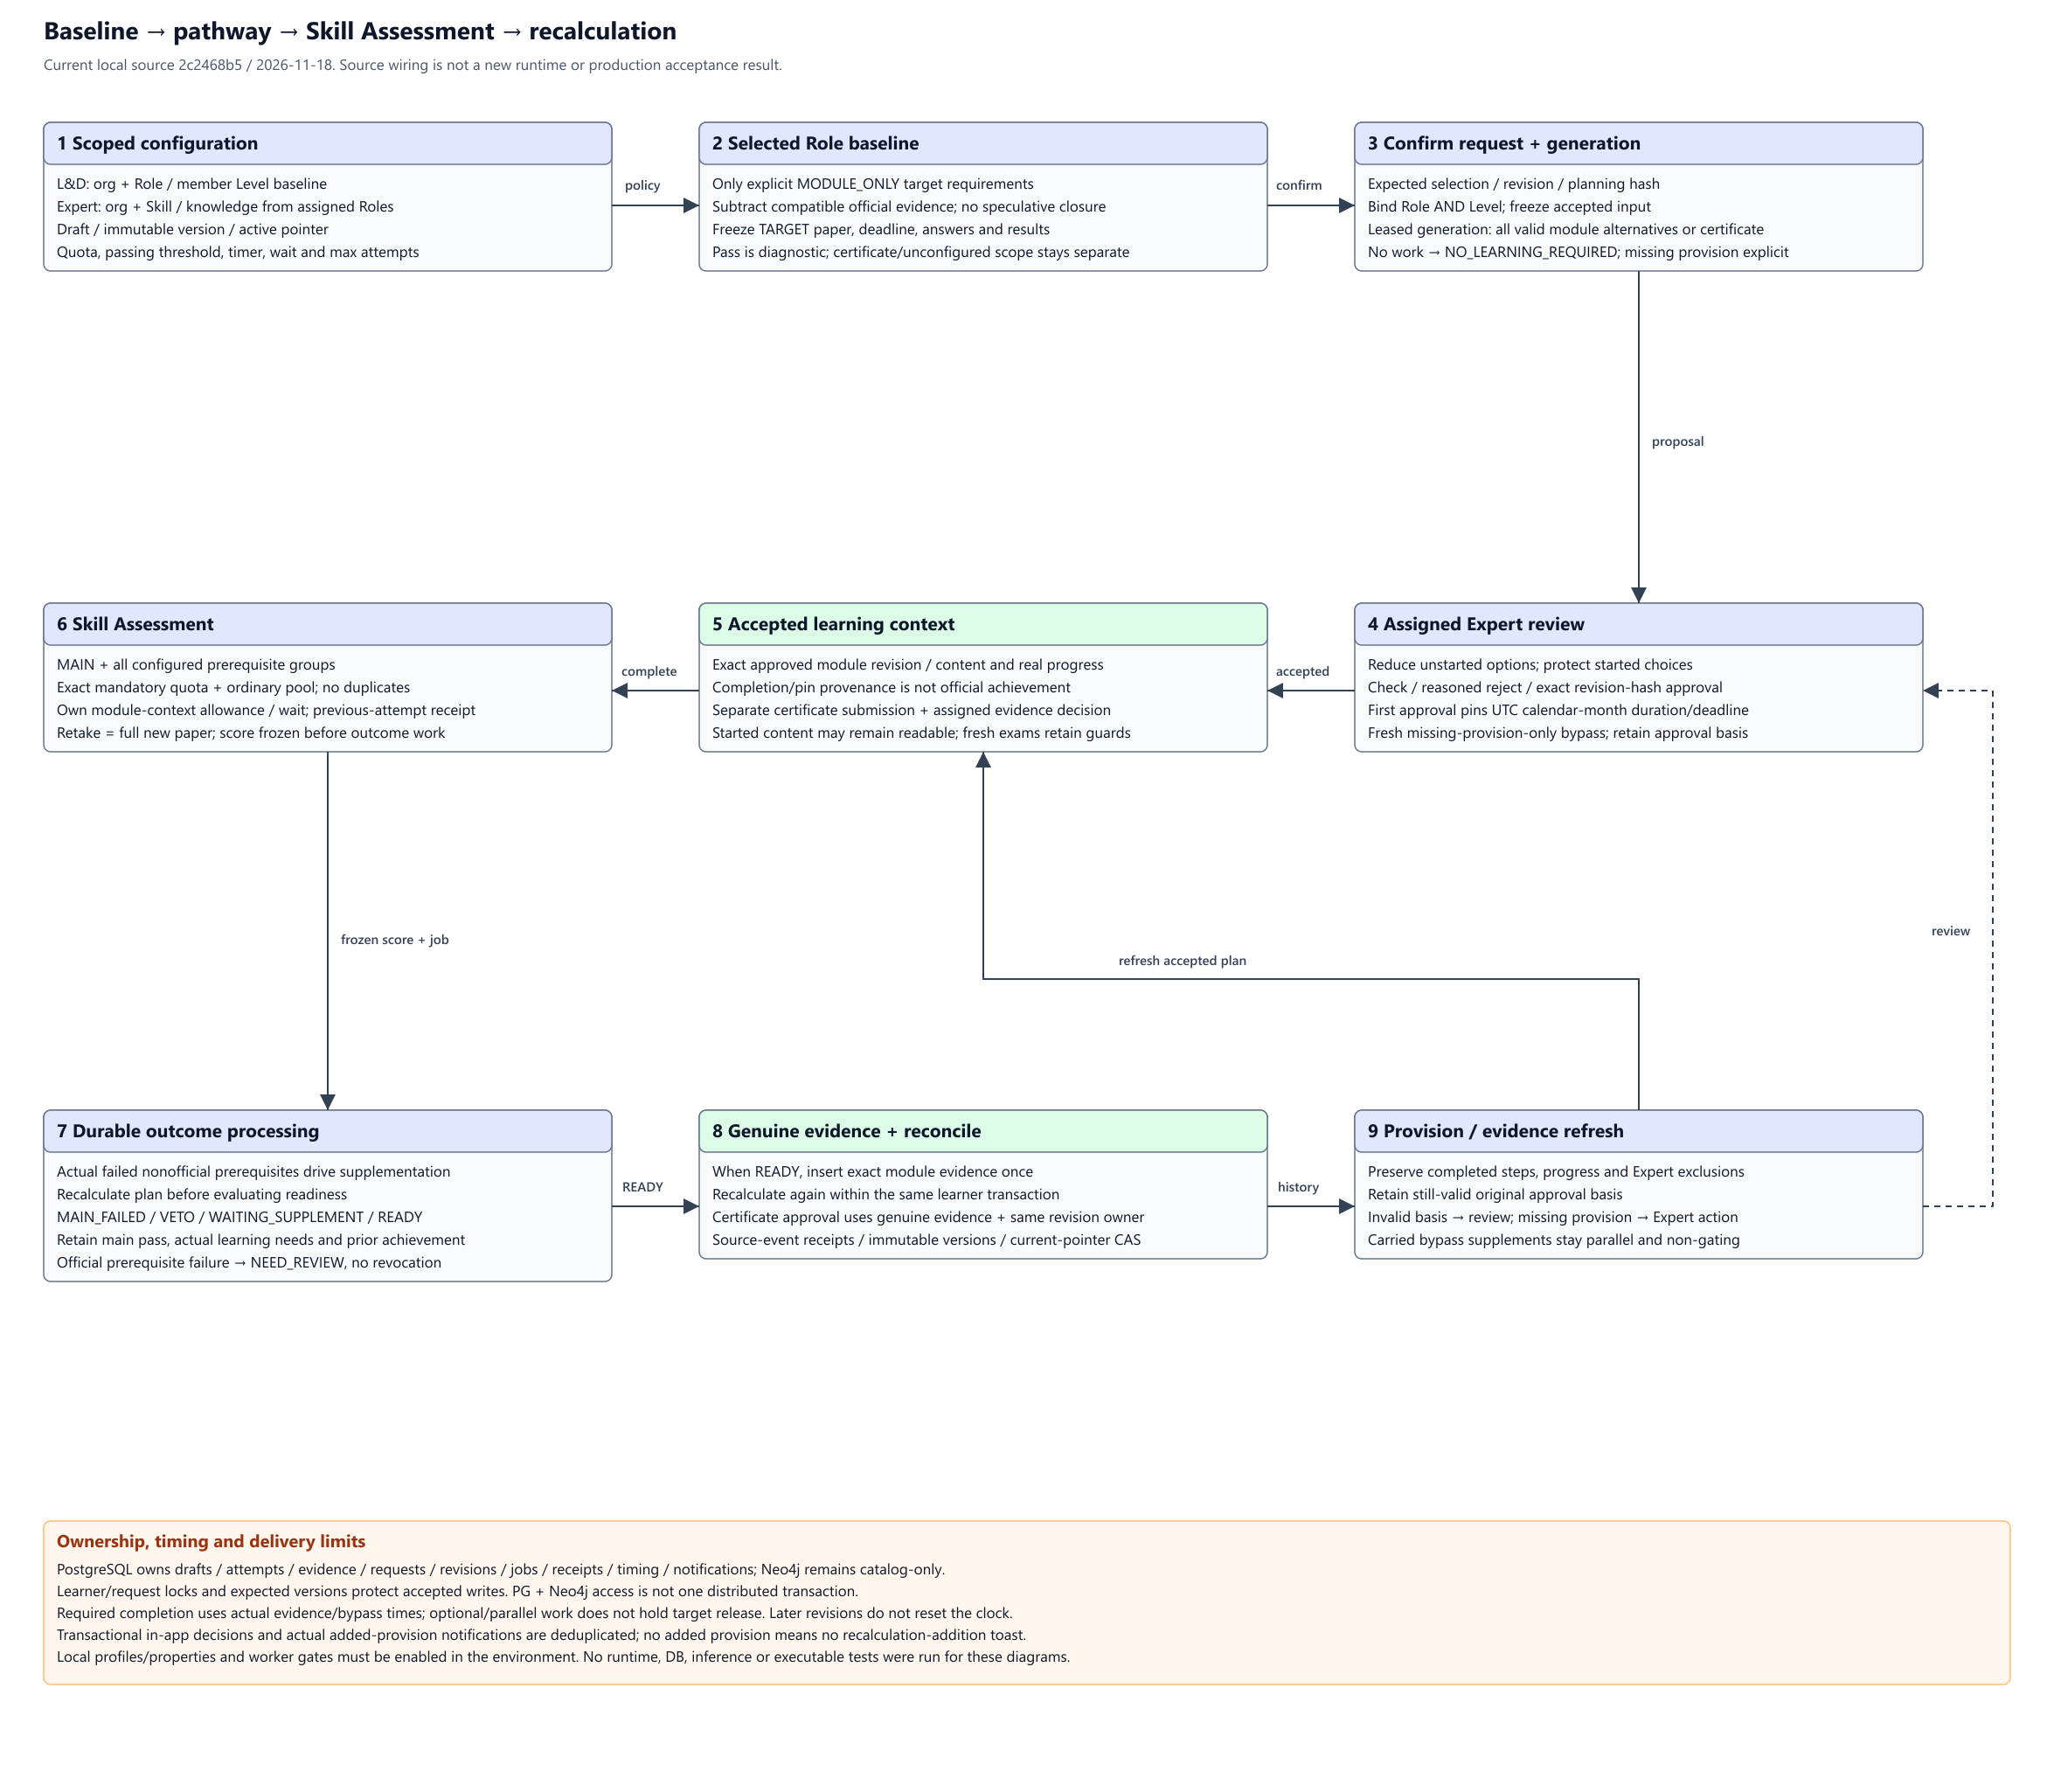 Baseline → pathway → Skill Assessment → recalculation
Current local source 2c2468b5 / 2026-11-18. Source wiring is not a new runtime or production acceptance result.
1 Scoped configuration
L&D: org + Role / member Level baseline
Expert: org + Skill / knowledge from assigned Roles
Draft / immutable version / active pointer
Quota, passing threshold, timer, wait and max attempts
policy
2 Selected Role baseline
Only explicit MODULE_ONLY target requirements
Subtract compatible official evidence; no speculative closure
Freeze TARGET paper, deadline, answers and results
Pass is diagnostic; certificate/unconfigured scope stays separate
confirm
3 Confirm request + generation
Expected selection / revision / planning hash
Bind Role AND Level; freeze accepted input
Leased generation: all valid module alternatives or certificate
No work → NO_LEARNING_REQUIRED; missing provision explicit
proposal
6 Skill Assessment
MAIN + all configured prerequisite groups
Exact mandatory quota + ordinary pool; no duplicates
Own module-context allowance / wait; previous-attempt receipt
Retake = full new paper; score frozen before outcome work
complete
5 Accepted learning context
Exact approved module revision / content and real progress
Completion/pin provenance is not official achievement
Separate certificate submission + assigned evidence decision
Started content may remain readable; fresh exams retain guards
accepted
4 Assigned Expert review
Reduce unstarted options; protect started choices
Check / reasoned reject / exact revision-hash approval
First approval pins UTC calendar-month duration/deadline
Fresh missing-provision-only bypass; retain approval basis
frozen score + job
refresh accepted plan
review
7 Durable outcome processing
Actual failed nonofficial prerequisites drive supplementation
Recalculate plan before evaluating readiness
MAIN_FAILED / VETO / WAITING_SUPPLEMENT / READY
Retain main pass, actual learning needs and prior achievement
Official prerequisite failure → NEED_REVIEW, no revocation
READY
8 Genuine evidence + reconcile
When READY, insert exact module evidence once
Recalculate again within the same learner transaction
Certificate approval uses genuine evidence + same revision owner
Source-event receipts / immutable versions / current-pointer CAS
history
9 Provision / evidence refresh
Preserve completed steps, progress and Expert exclusions
Retain still-valid original approval basis
Invalid basis → review; missing provision → Expert action
Carried bypass supplements stay parallel and non-gating
Ownership, timing and delivery limits
PostgreSQL owns drafts / attempts / evidence / requests / revisions / jobs / receipts / timing / notifications; Neo4j remains catalog-only.
Learner/request locks and expected versions protect accepted writes. PG + Neo4j access is not one distributed transaction.
Required completion uses actual evidence/bypass times; optional/parallel work does not hold target release. Later revisions do not reset the clock.
Transactional in-app decisions and actual added-provision notifications are deduplicated; no added provision means no recalculation-addition toast.
Local profiles/properties and worker gates must be enabled in the environment. No runtime, DB, inference or executable tests were run for these diagrams.